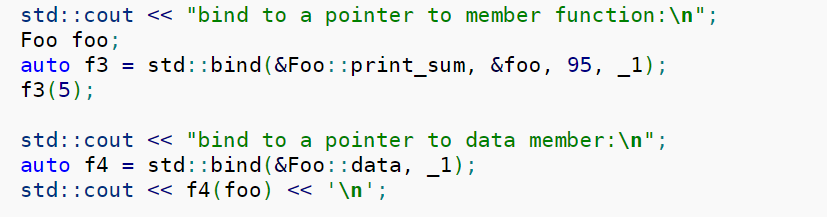 std::cout << "bind to a pointer to member function:\n";
Foo foo;
auto f3 = std::bind(&Foo::print_sum, &foo, 95, _1);
f3(5);

std::cout << "bind to a pointer to data member:\n";
auto f4 = std::bind(&Foo::data, _1);
std::cout << f4(foo) << '\n';